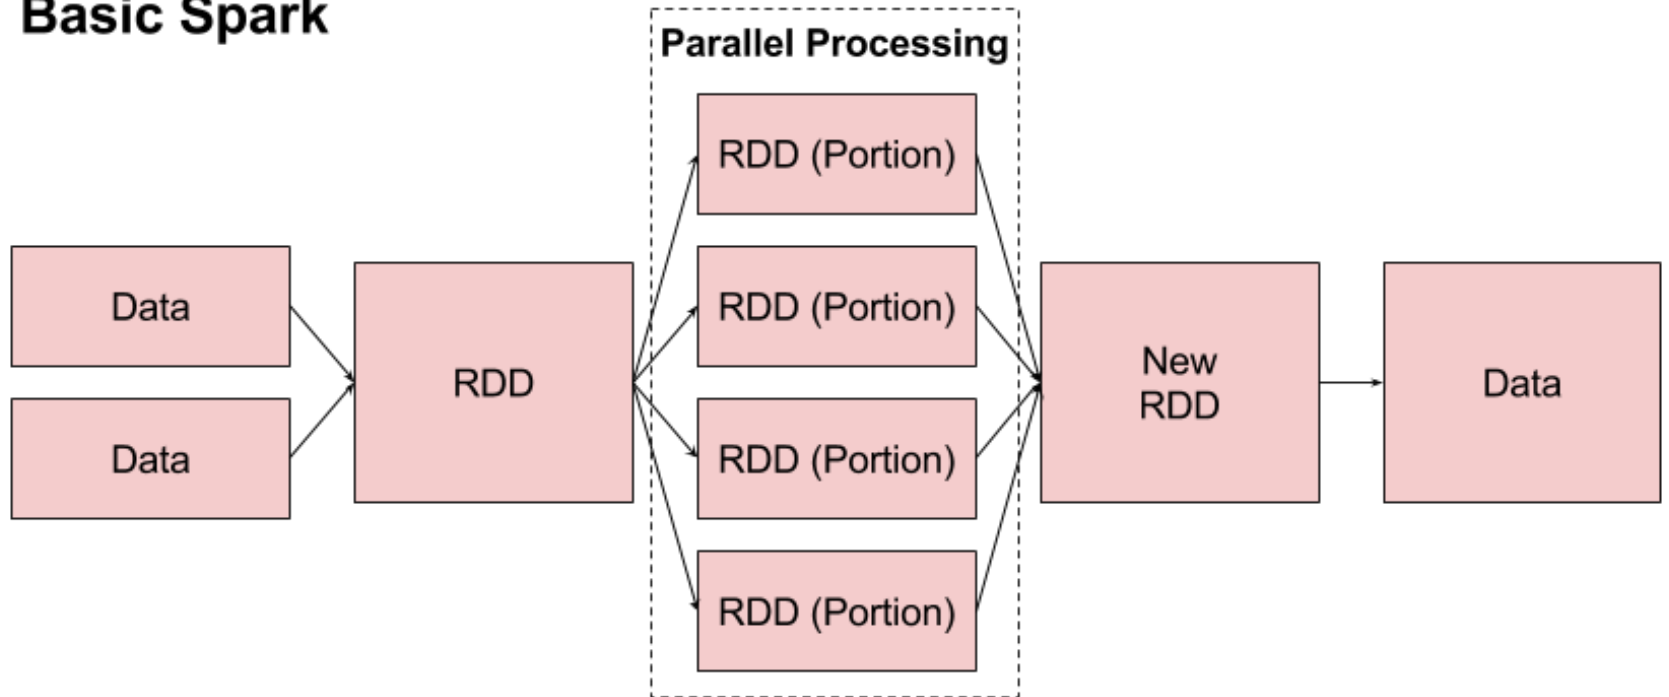 Basic Spark
Parallel Processing
RDD (Portion)
Data
RDD (Portion)
RDD
New
RDD
Data
Data
RDD (Portion)
RDD (Portion)